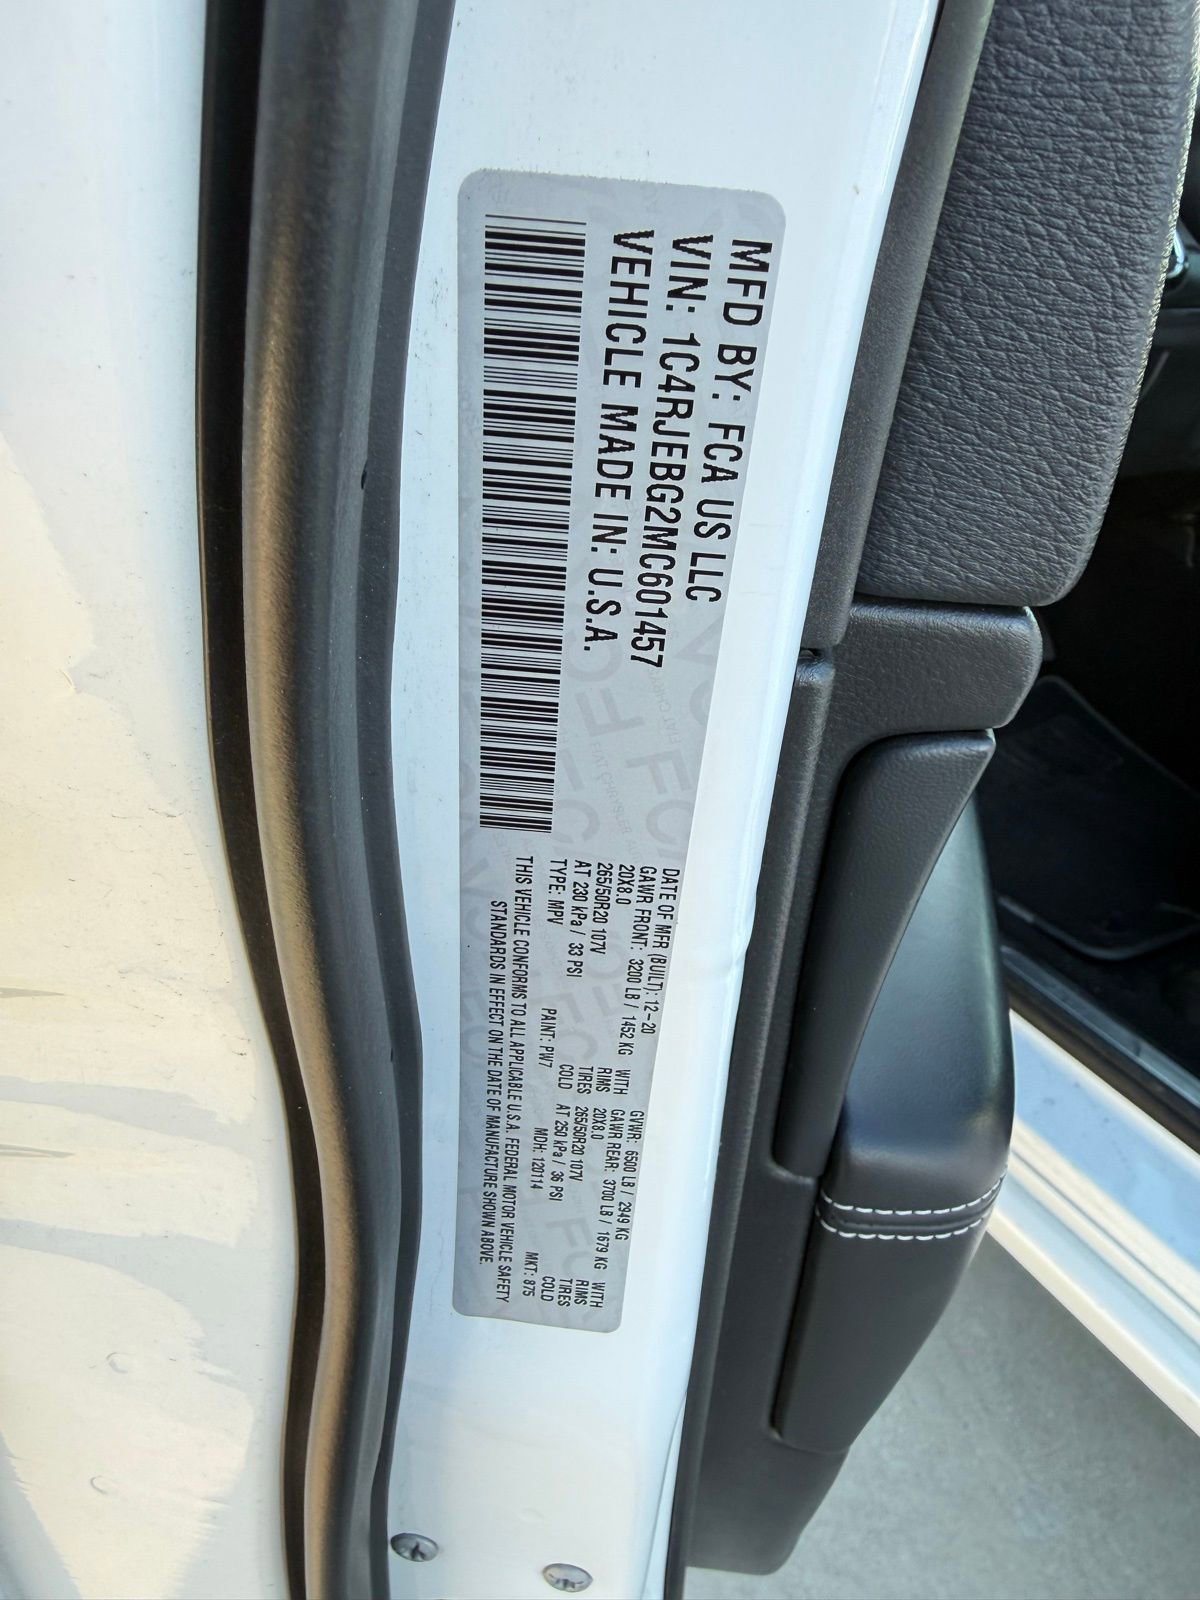 MFD BY: FCA US LLC
VIN: 1C4RJEBG2MC601457
VEHICLE MADE IN: U.S.A.
DATE OF MFR (BUILT): 12-20 GVWR: 6500 LB / 2949 KG
GAWR FRONT: 3200 LB / 1452 KG WITH GAWR REAR: 3700 LB / 1679 KG WITH
20X8.0 RIMS 20X8.0 RIMS
265/50R20 107V TIRES 265/50R20 107V TIRES
AT 230 kPa / 33 PSI COLD AT 250 kPa / 36 PSI COLD
TYPE: MPV PAINT: PW7 MDH: 120114 MKT: 875
THIS VEHICLE CONFORMS TO ALL APPLICABLE U.S.A. FEDERAL MOTOR VEHICLE SAFETY
STANDARDS IN EFFECT ON THE DATE OF MANUFACTURE SHOWN ABOVE.